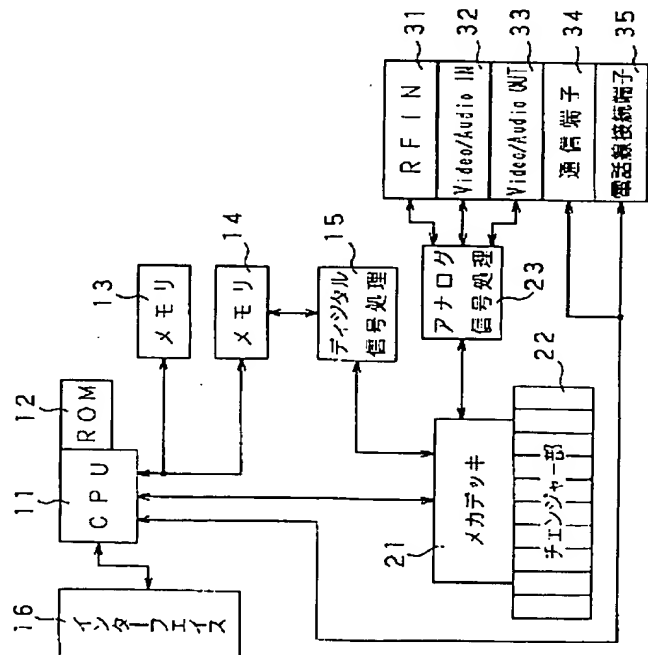 16
インターフェイス
11
CPU
12
ROM
13
メモリ
14
メモリ
15
ディジタル
信号処理
21
メカデッキ
チェンジャー部
22
アナログ
信号処理
23
RF IN
31
Video/Audio IN
32
Video/Audio OUT
33
通信端子
34
電話線接続端子
35